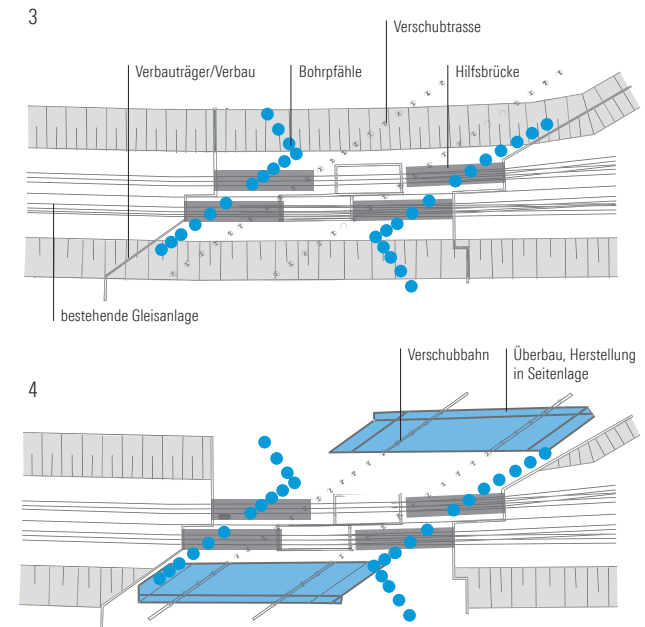 3
Verschubtrasse
Verbauträger/Verbau
Bohrpfähle
Hilfsbrücke
bestehende Gleisanlage
4
Verschubbahn
Überbau, Herstellung
in Seitenlage